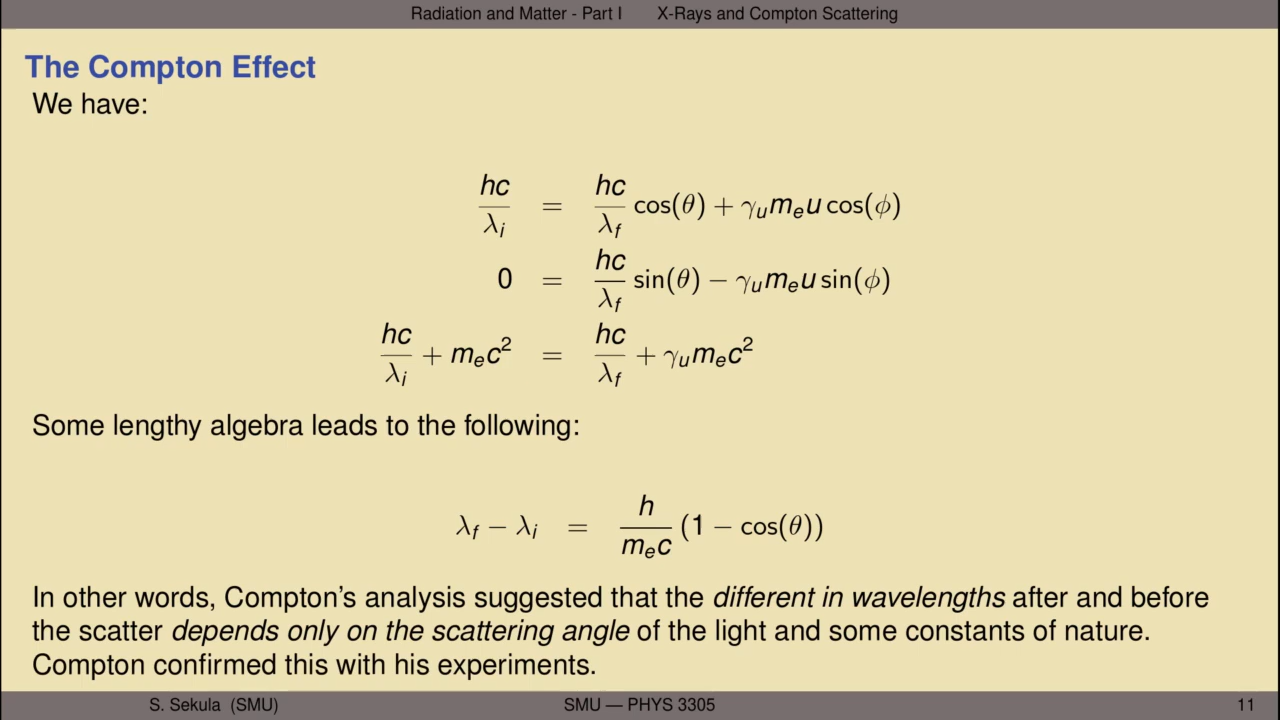 Radiation and Matter - Part I X-Rays and Compton Scattering
The Compton Effect
We have:
hc/λ_i = hc/λ_f cos(θ) + γ_u m_e u cos(ϕ)
0 = hc/λ_f sin(θ) − γ_u m_e u sin(ϕ)
hc/λ_i + m_e c² = hc/λ_f + γ_u m_e c²
Some lengthy algebra leads to the following:
λ_f − λ_i = h/(m_e c) (1 − cos(θ))
In other words, Compton's analysis suggested that the different in wavelengths after and before
the scatter depends only on the scattering angle of the light and some constants of nature.
Compton confirmed this with his experiments.
S. Sekula (SMU) SMU — PHYS 3305 11